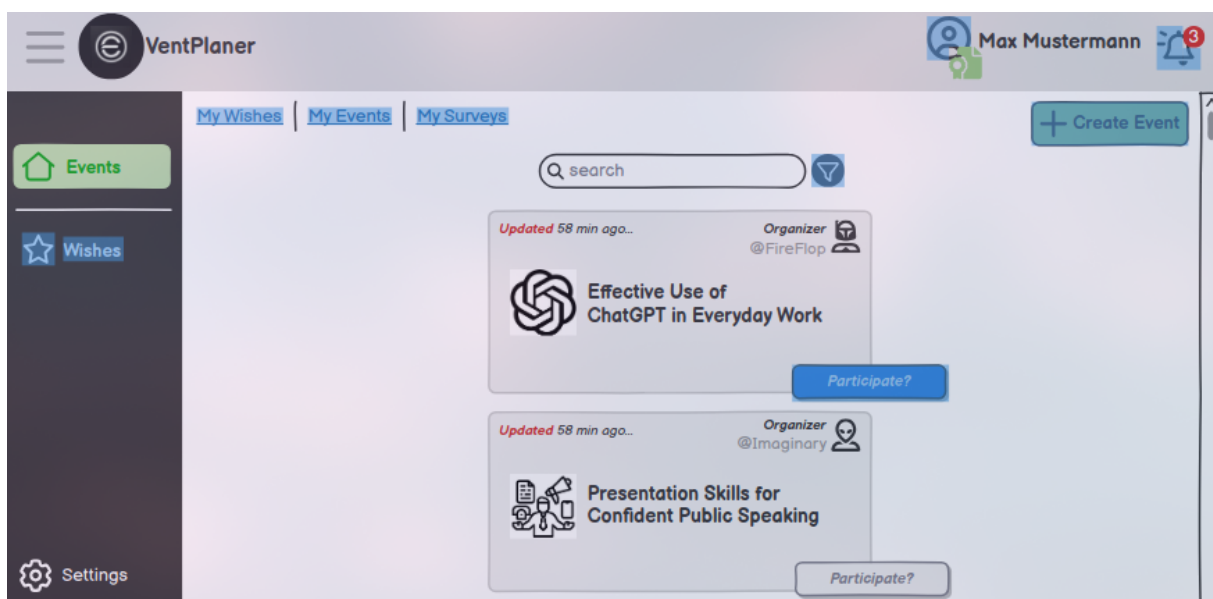 VentPlaner
Max Mustermann
3
My Wishes | My Events | My Surveys
+ Create Event
Events
search
Wishes
Updated 58 min ago...
Organizer
@FireFlop
Effective Use of
ChatGPT in Everyday Work
Participate?
Updated 58 min ago...
Organizer
@Imaginary
Presentation Skills for
Confident Public Speaking
Participate?
Settings